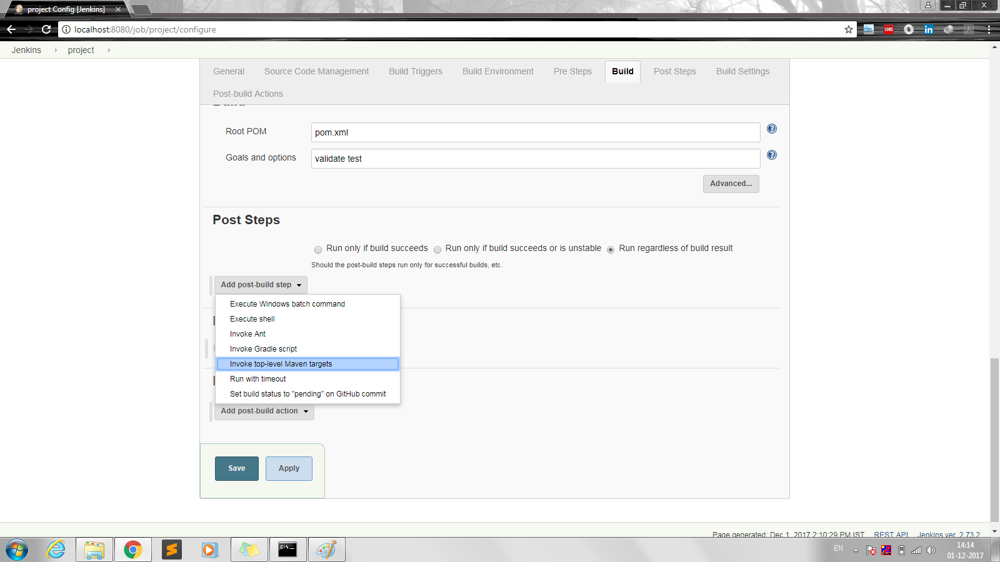 project Config [Jenkins]
localhost:8080/job/project/configure
CORS
in
Jenkins project
General Source Code Management Build Triggers Build Environment Pre Steps Build Post Steps Build Settings
Post-build Actions
Root POM pom.xml
Goals and options validate test
Advanced...
Post Steps
Run only if build succeeds Run only if build succeeds or is unstable Run regardless of build result
Should the post-build steps run only for successful builds, etc.
Add post-build step
Execute Windows batch command
Execute shell
Invoke Ant
Invoke Gradle script
Invoke top-level Maven targets
Run with timeout
Set build status to "pending" on GitHub commit
Add post-build action
Save Apply
Page generated: Dec 1, 2017 2:10:29 PM IST REST API Jenkins ver. 2.73.2
EN
14:14
01-12-2017